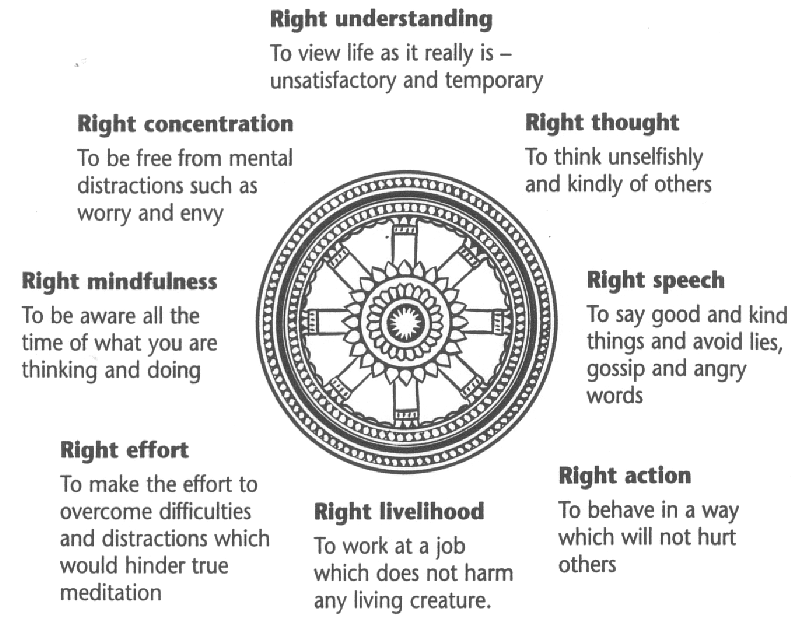 Right understanding
To view life as it really is –
unsatisfactory and temporary
Right thought
To think unselfishly
and kindly of others
Right speech
To say good and kind
things and avoid lies,
gossip and angry
words
Right action
To behave in a way
which will not hurt
others
Right livelihood
To work at a job
which does not harm
any living creature.
Right effort
To make the effort to
overcome difficulties
and distractions which
would hinder true
meditation
Right mindfulness
To be aware all the
time of what you are
thinking and doing
Right concentration
To be free from mental
distractions such as
worry and envy